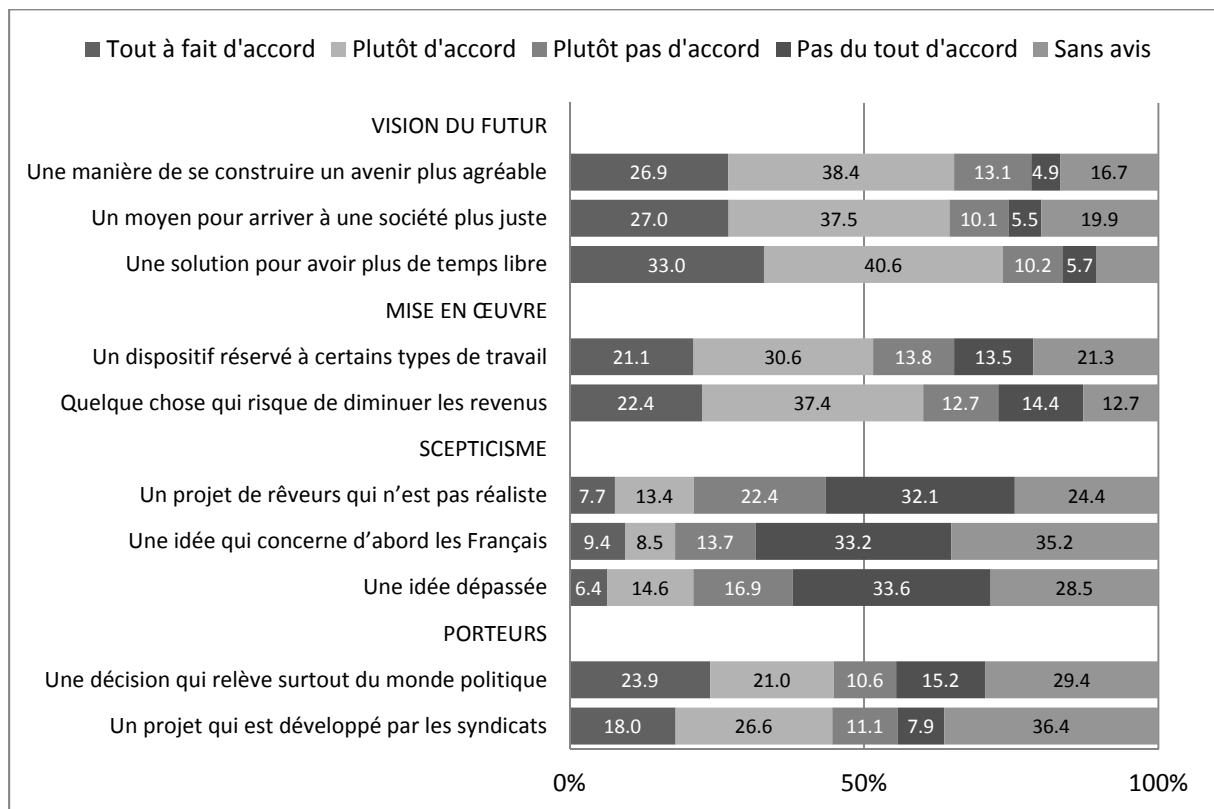 Tout à fait d'accord Plutôt d'accord Plutôt pas d'accord Pas du tout d'accord Sans avis
VISION DU FUTUR
Une manière de se construire un avenir plus agréable 26.9 38.4 13.1 4.9 16.7
Un moyen pour arriver à une société plus juste 27.0 37.5 10.1 5.5 19.9
Une solution pour avoir plus de temps libre 33.0 40.6 10.2 5.7
MISE EN ŒUVRE
Un dispositif réservé à certains types de travail 21.1 30.6 13.8 13.5 21.3
Quelque chose qui risque de diminuer les revenus 22.4 37.4 12.7 14.4 12.7
SCEPTICISME
Un projet de rêveurs qui n’est pas réaliste 7.7 13.4 22.4 32.1 24.4
Une idée qui concerne d’abord les Français 9.4 8.5 13.7 33.2 35.2
Une idée dépassée 6.4 14.6 16.9 33.6 28.5
PORTEURS
Une décision qui relève surtout du monde politique 23.9 21.0 10.6 15.2 29.4
Un projet qui est développé par les syndicats 18.0 26.6 11.1 7.9 36.4
0% 50% 100%